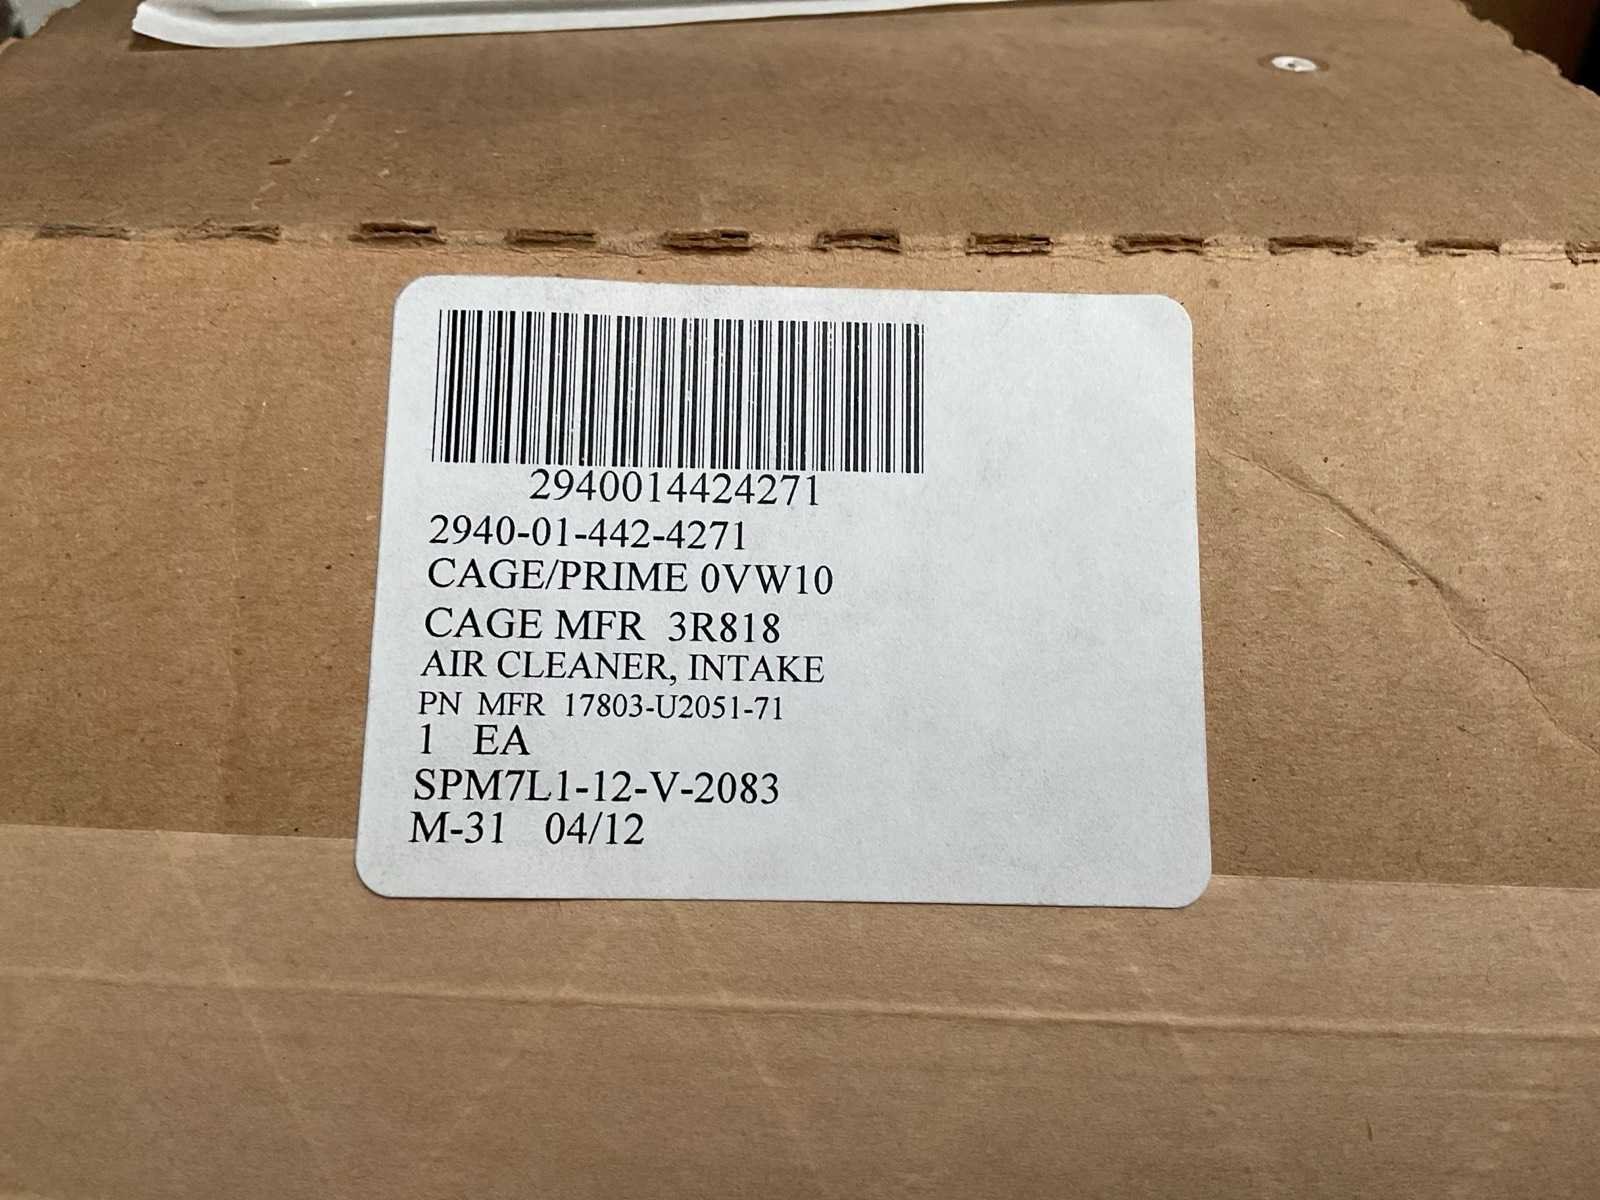 2940014424271
2940-01-442-4271
CAGE/PRIME 0VW10
CAGE MFR 3R818
AIR CLEANER, INTAKE
PN MFR 17803-U2051-71
1 EA
SPM7L1-12-V-2083
M-31 04/12